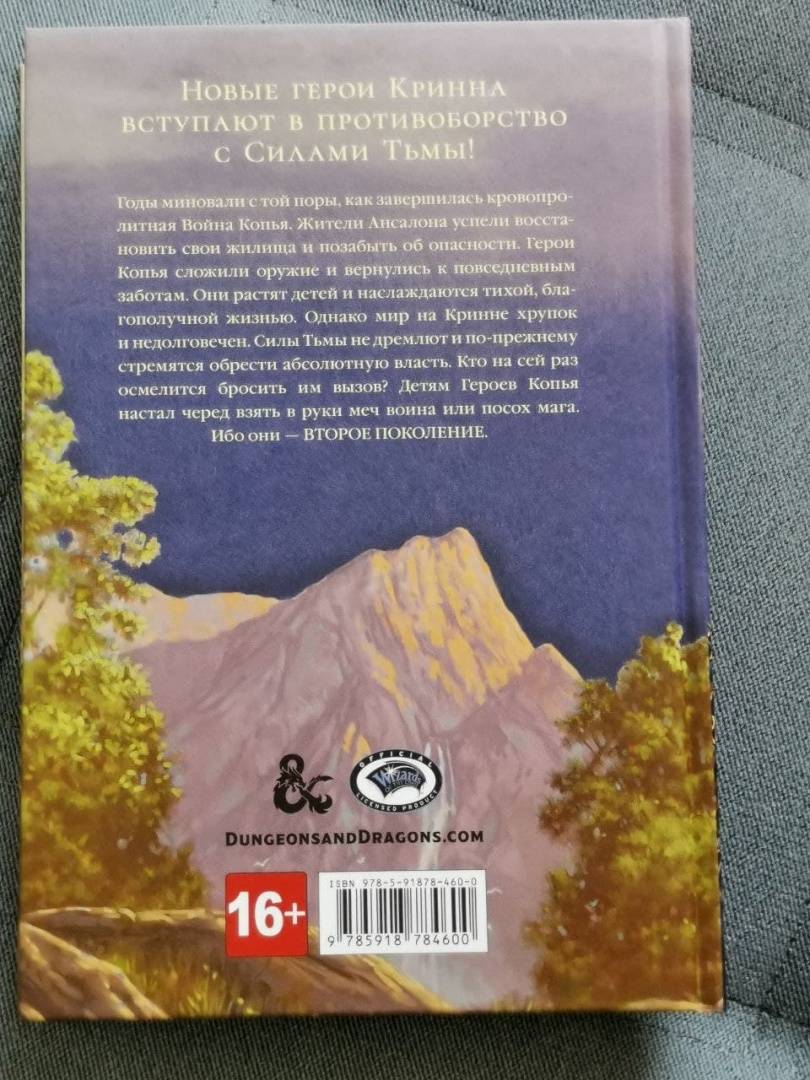 Новые герои Кринна
вступают в противоборство
с Силами Тьмы!
Годы миновали с той поры, как завершилась кровопро-
литная Война Копья. Жители Ансалона успели восста-
новить свои жилища и позабыть об опасности. Герои
Копья сложили оружие и вернулись к повседневным
заботам. Они растят детей и наслаждаются тихой, бла-
гополучной жизнью. Однако мир на Кринне хрупок
и недолговечен. Силы Тьмы не дремлют и по-прежнему
стремятся обрести абсолютную власть. Кто на сей раз
осмелится бросить им вызов? Детям Героев Копья
настал черед взять в руки меч воина или посох мага.
Ибо они — ВТОРОЕ ПОКОЛЕНИЕ.
&
OFFICIAL
Wizards
OF THE COAST
LICENSED PRODUCT
DungeonsandDragons.com
16+
ISBN 978-5-91878-460-0
9 785918 784600